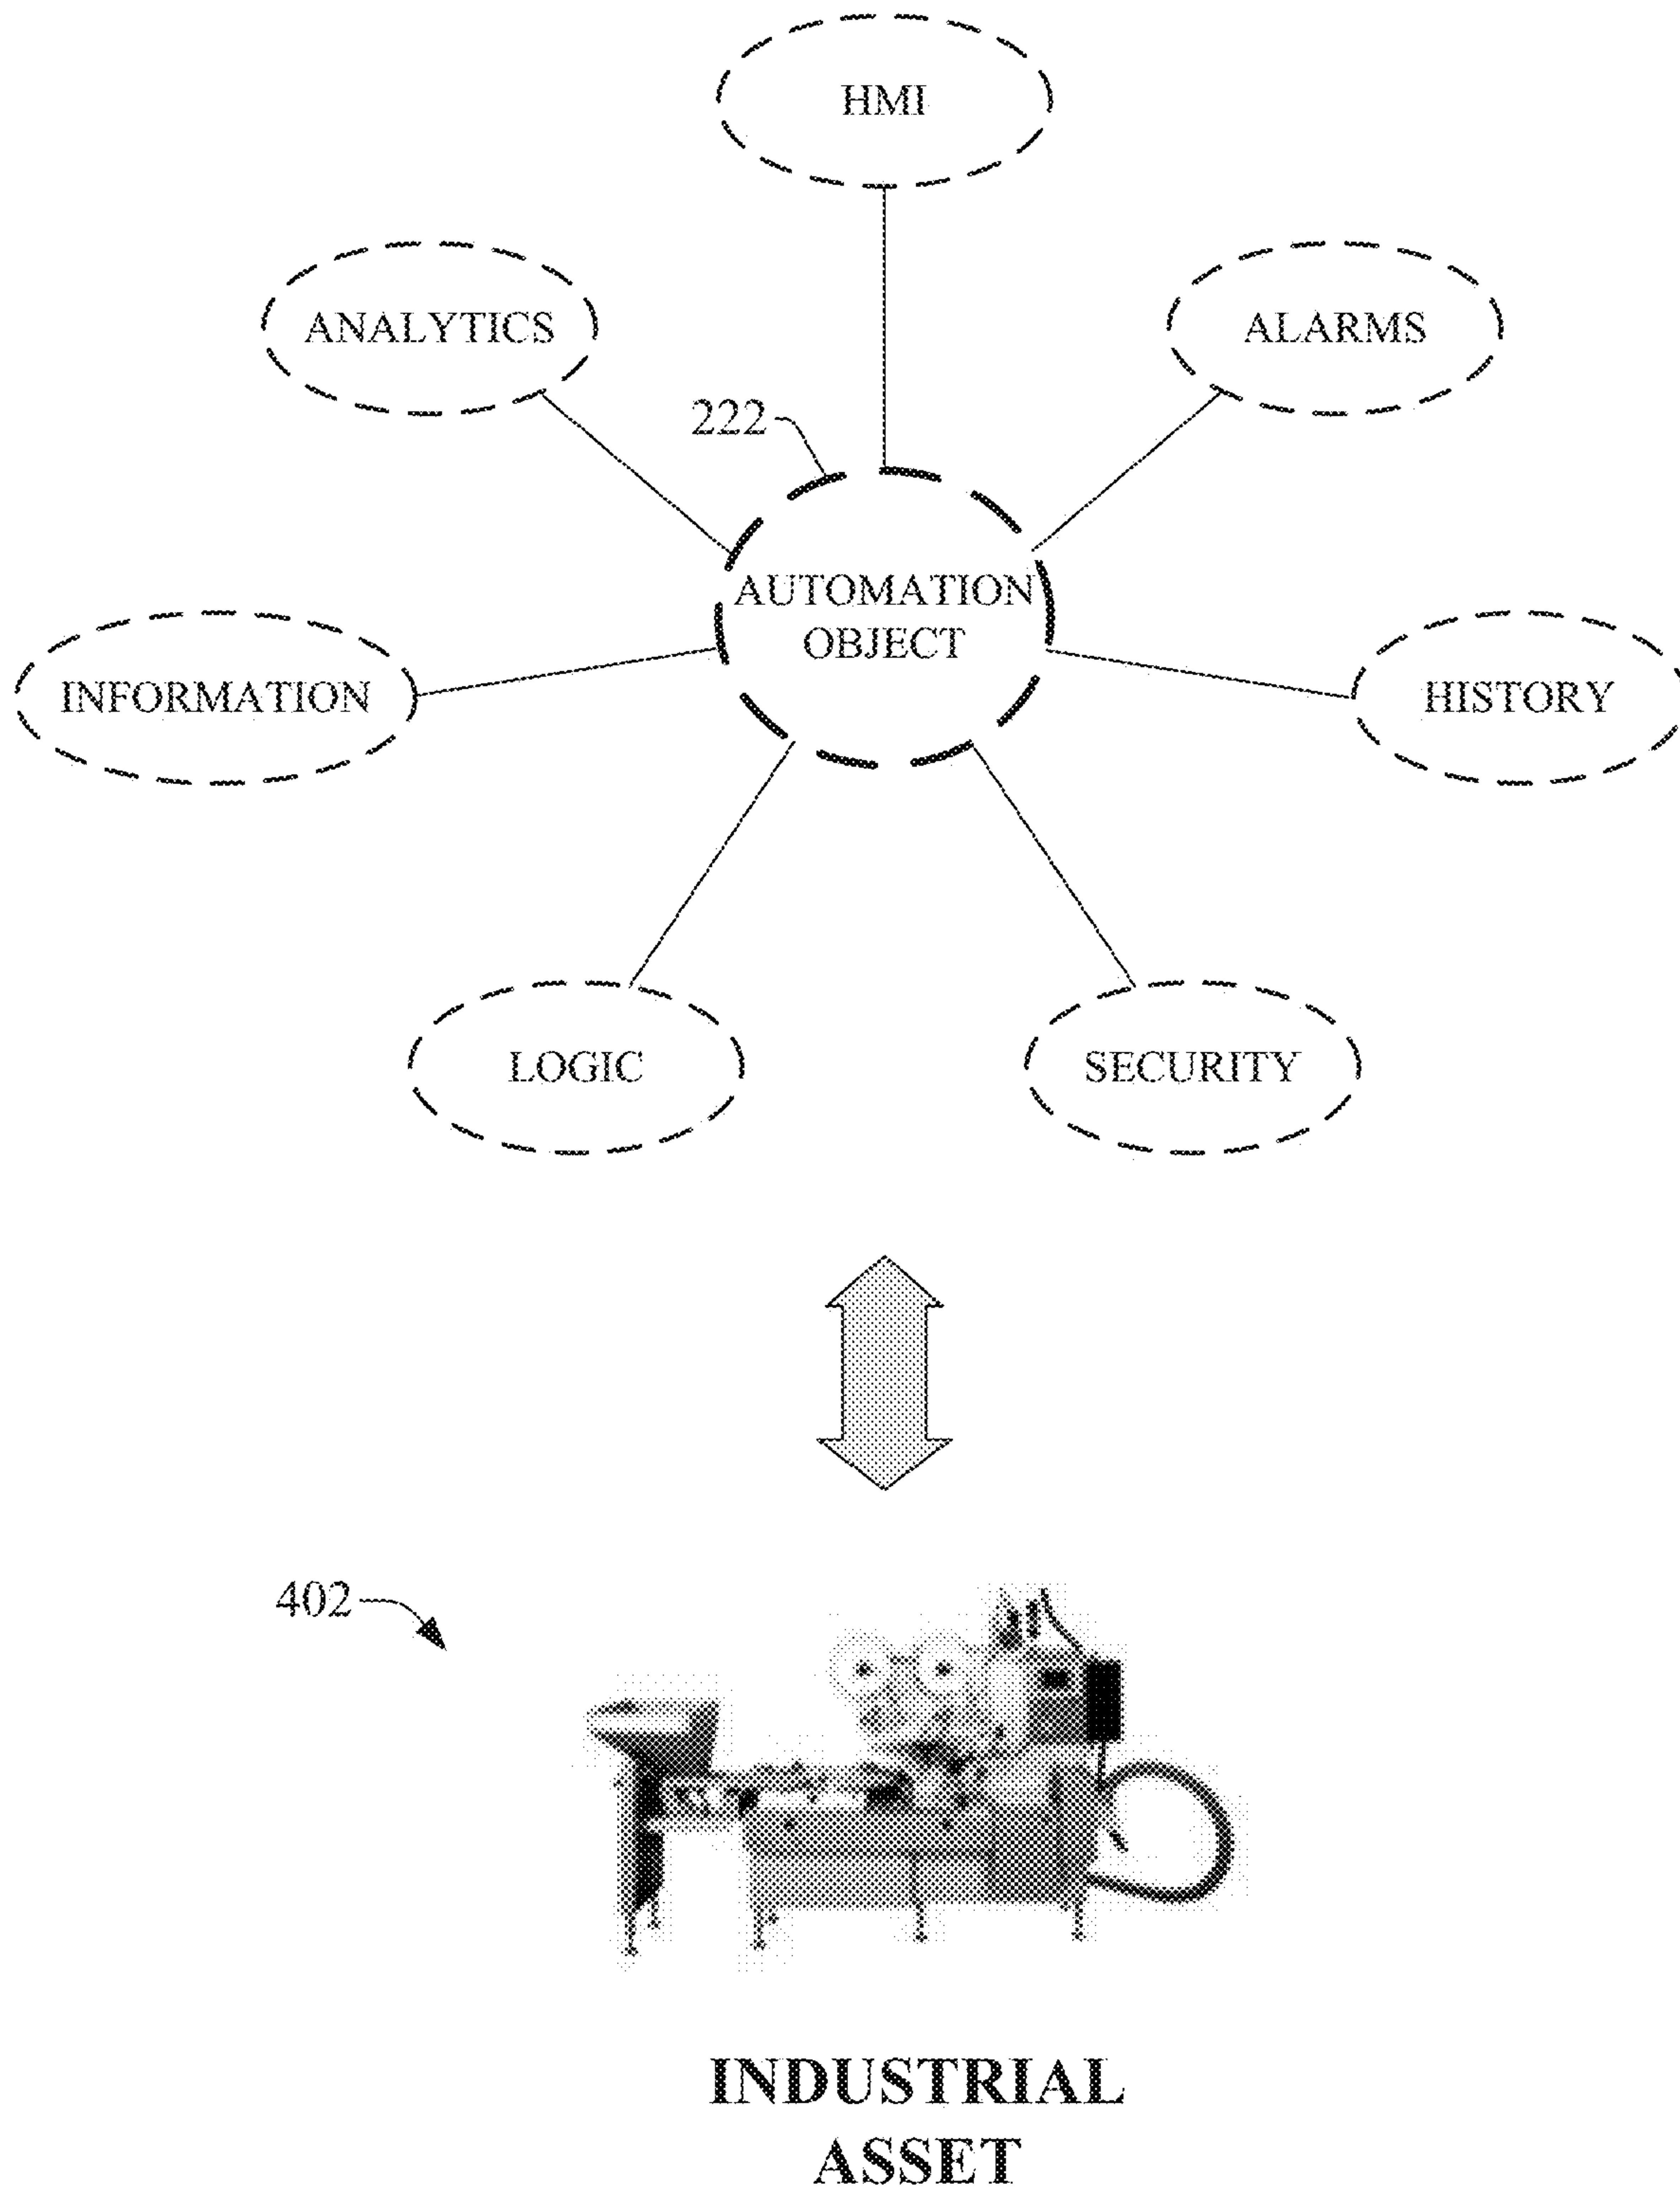 HMI
ANALYTICS
ALARMS
222
AUTOMATION
OBJECT
INFORMATION
HISTORY
LOGIC
SECURITY
402
INDUSTRIAL
ASSET